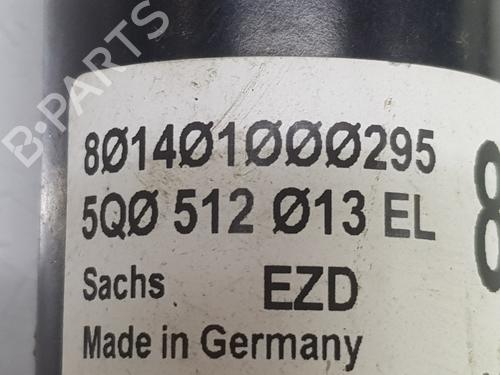 B-PARTS
8Ø14Ø1ØØØ295
5QØ 512 Ø13 EL
Sachs EZD
Made in Germany